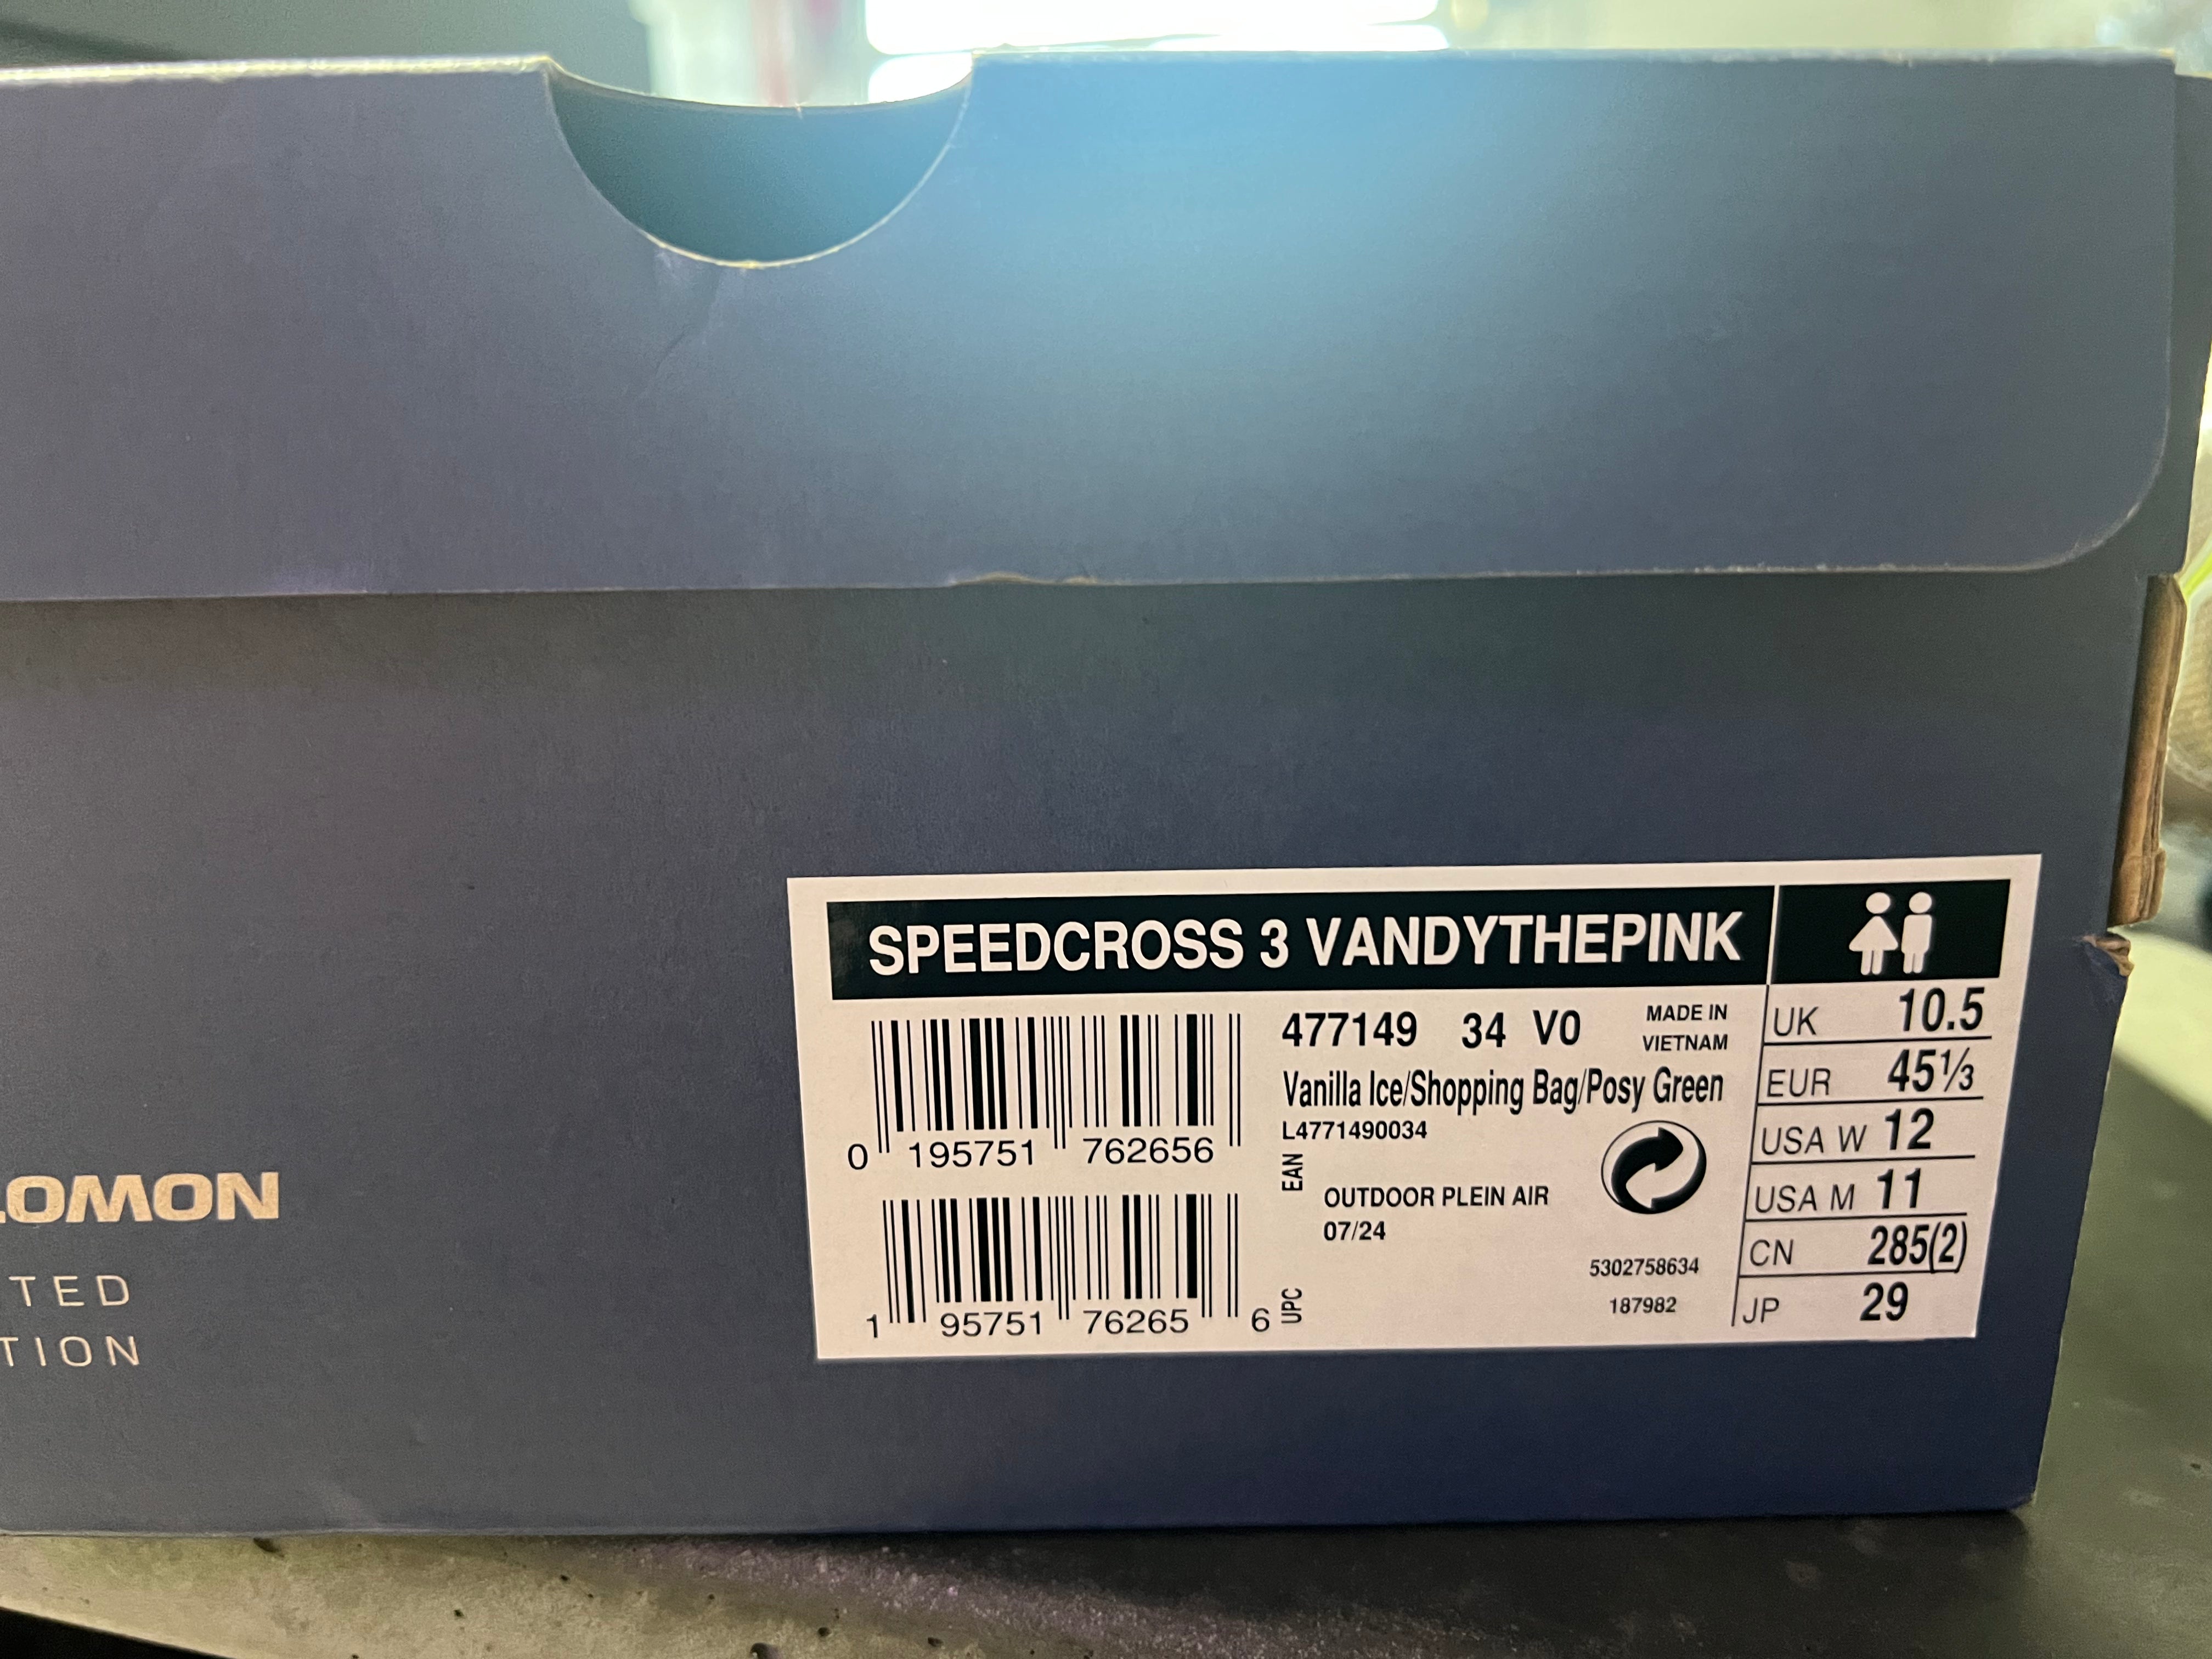 SPEEDCROSS 3 VANDYTHEPINK
477149 34 V0
MADE IN
VIETNAM
Vanilla Ice/Shopping Bag/Posy Green
L4771490034
0 195751 762656
EAN
OUTDOOR PLEIN AIR
07/24
5302758634
187982
1 95751 76265 6
UPC
UK 10.5
EUR 45⅓
USA W 12
USA M 11
CN 285(2)
JP 29
LOMON
TED
TION